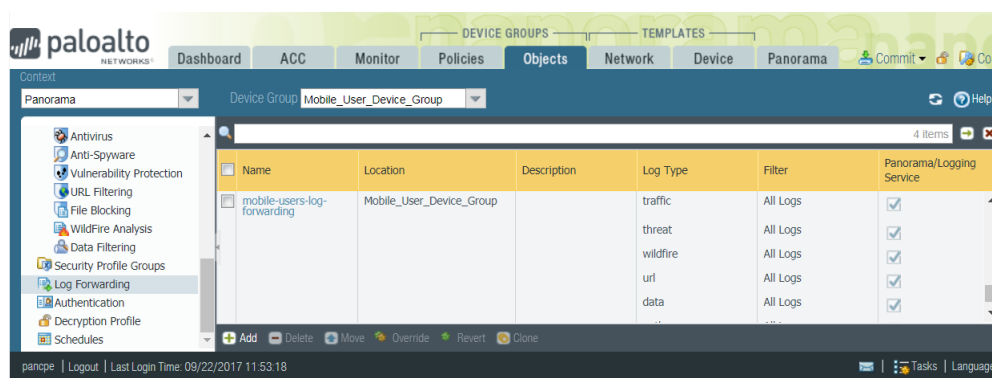 DEVICE GROUPS
TEMPLATES
paloalto
NETWORKS
Dashboard
ACC
Monitor
Policies
Objects
Network
Device
Panorama
Commit
Co
Context
Panorama
Device Group Mobile_User_Device_Group
Help
Antivirus
Anti-Spyware
Vulnerability Protection
URL Filtering
File Blocking
WildFire Analysis
Data Filtering
Security Profile Groups
Log Forwarding
Authentication
Decryption Profile
Schedules
4 items
Name
Location
Description
Log Type
Filter
Panorama/Logging
Service
mobile-users-log-
forwarding
Mobile_User_Device_Group
traffic
All Logs
threat
All Logs
wildfire
All Logs
url
All Logs
data
All Logs
Add
Delete
Move
Override
Revert
Clone
pancpe | Logout | Last Login Time: 09/22/2017 11:53:18
Tasks | Language